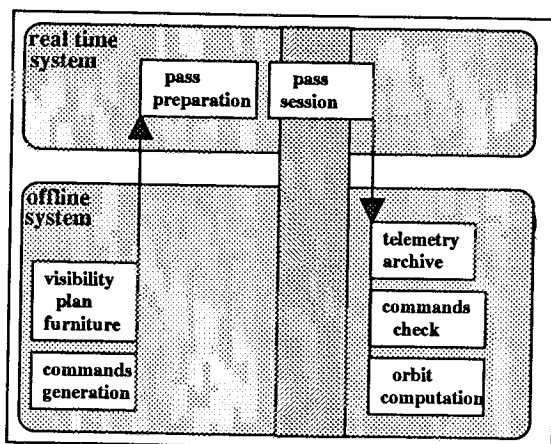 real time
system
pass
preparation
pass
session
offline
system
visibility
plan
furniture
commands
generation
telemetry
archive
commands
check
orbit
computation